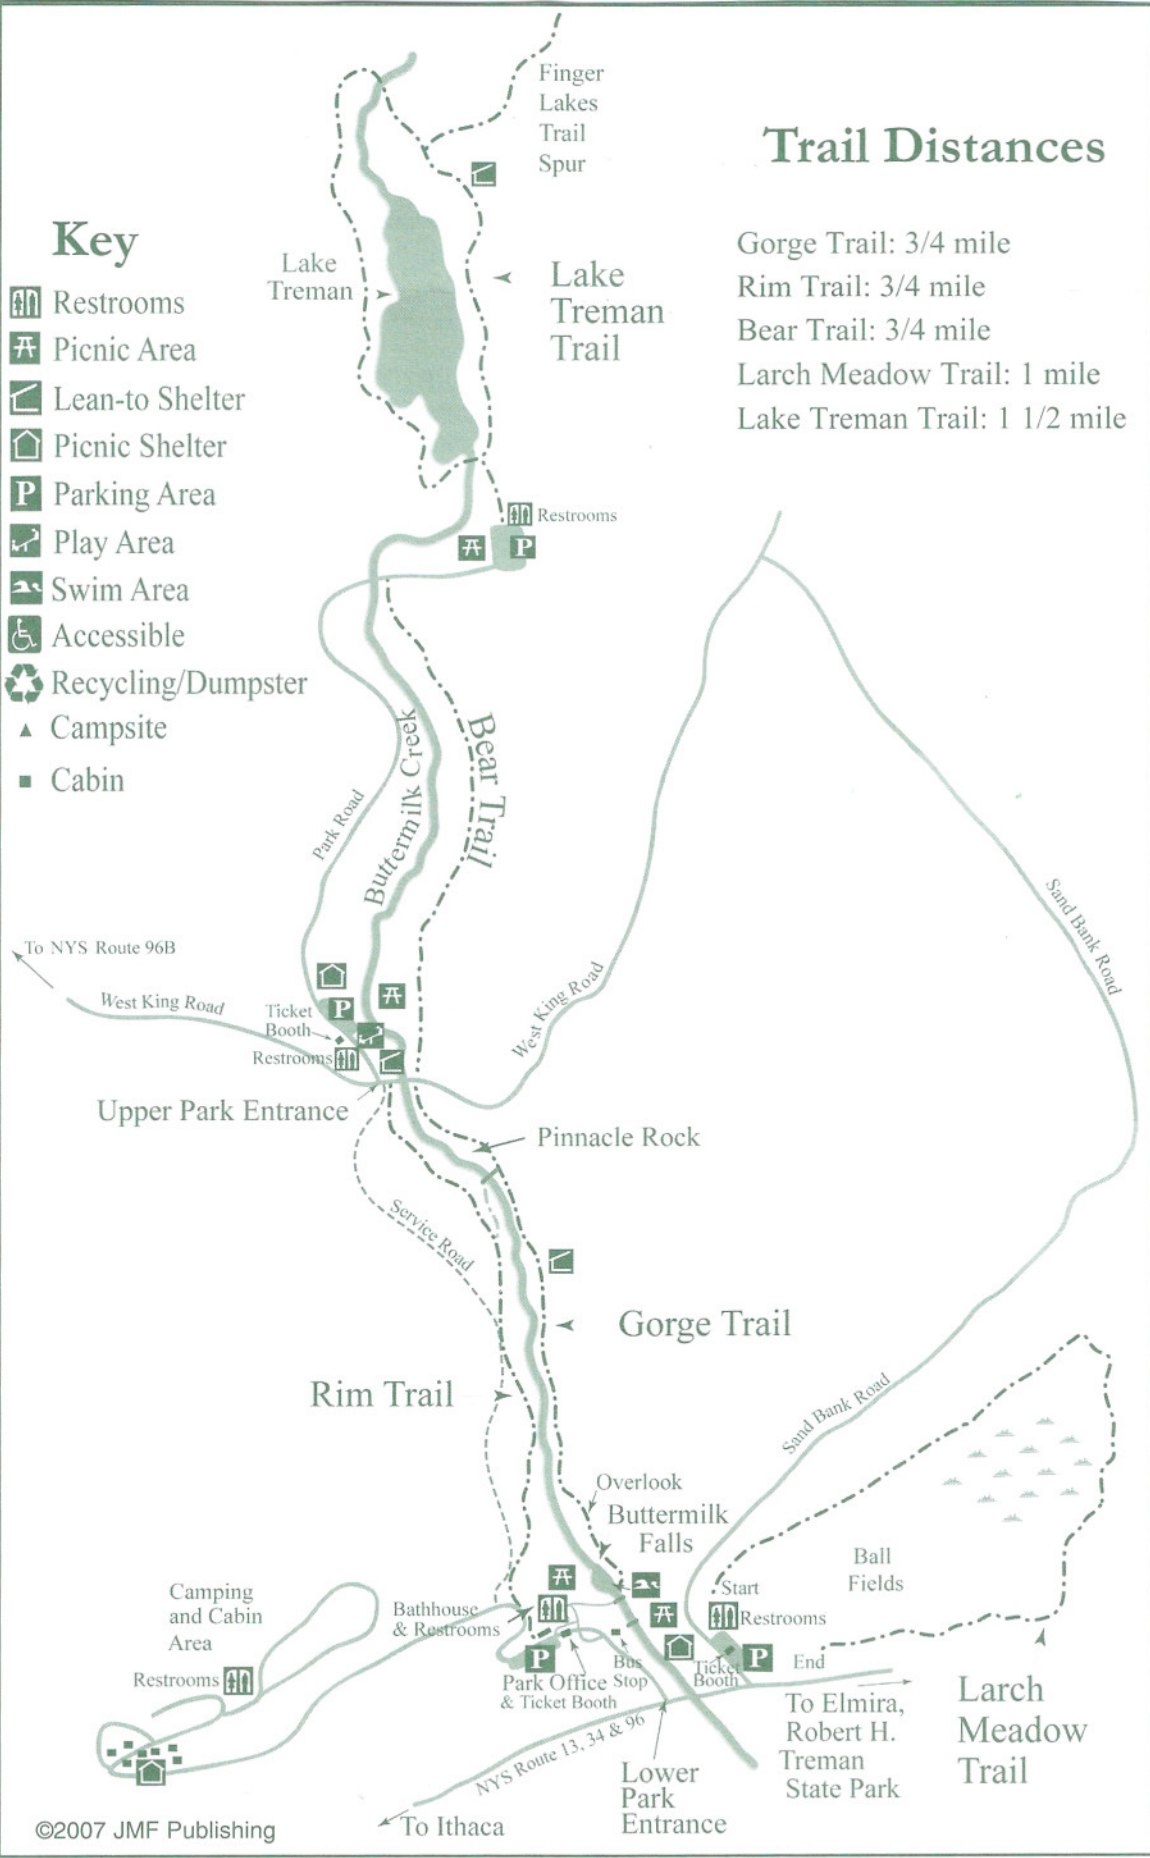 Finger
Lakes
Trail
Spur
Trail Distances
Gorge Trail: 3/4 mile
Rim Trail: 3/4 mile
Bear Trail: 3/4 mile
Larch Meadow Trail: 1 mile
Lake Treman Trail: 1 1/2 mile
Key
Restrooms
Picnic Area
Lean-to Shelter
Picnic Shelter
P Parking Area
Play Area
Swim Area
Accessible
Recycling/Dumpster
Campsite
Cabin
Lake
Treman
Lake
Treman
Trail
Restrooms
P
Bear Trail
Buttermilk Creek
Park Road
Sand Bank Road
To NYS Route 96B
West King Road
West King Road
Ticket
Booth
P
Restrooms
Upper Park Entrance
Pinnacle Rock
Service Road
Gorge Trail
Rim Trail
Sand Bank Road
Overlook
Buttermilk
Falls
Ball
Fields
Start
Restrooms
Camping
and Cabin
Area
Restrooms
Bathhouse
& Restrooms
P
Park Office
& Ticket Booth
Bus
Stop
Ticket
Booth
P
End
To Elmira,
Robert H.
Treman
State Park
Larch
Meadow
Trail
NYS Route 13, 34 & 96
Lower
Park
Entrance
To Ithaca
©2007 JMF Publishing